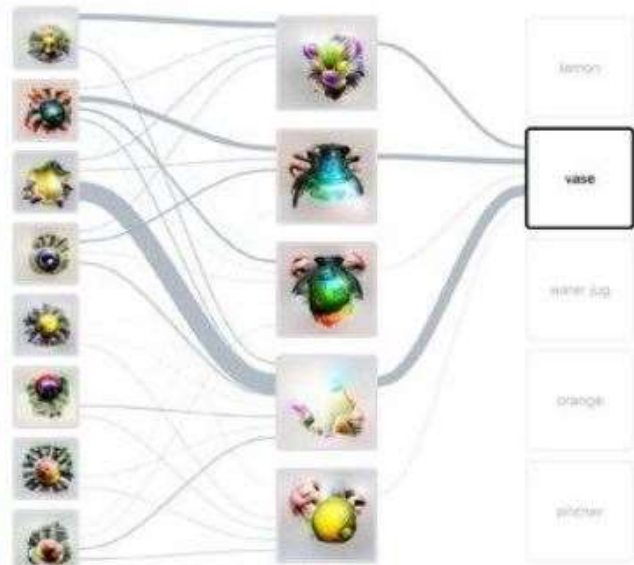 lemon
vase
water jug
orange
pitcher